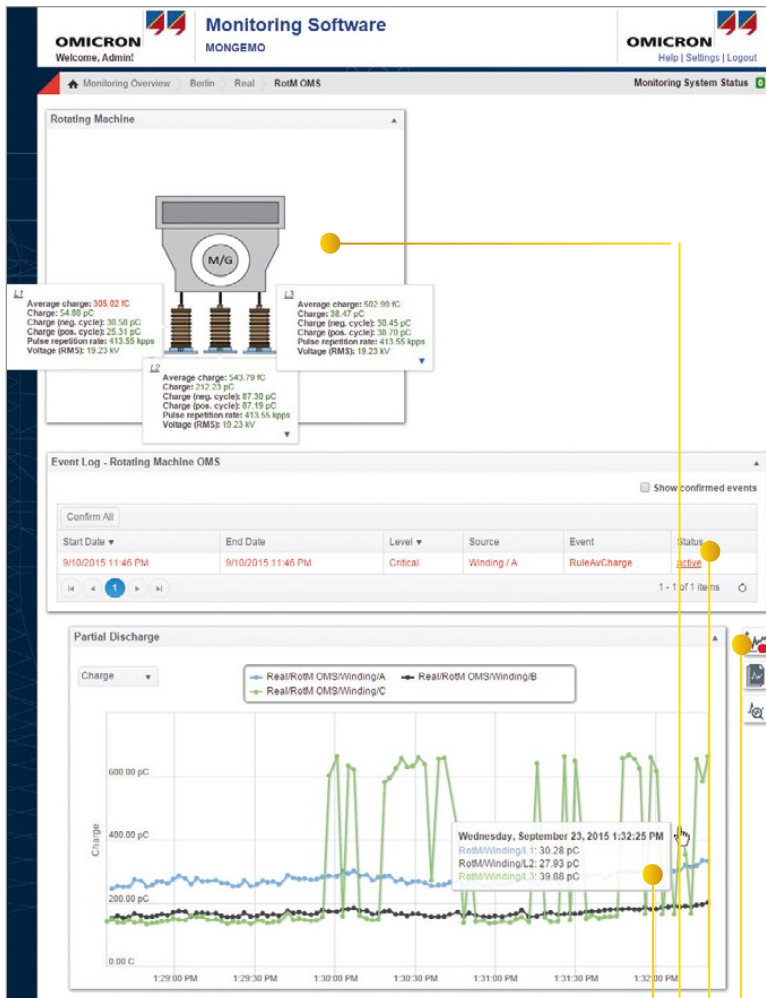 OMICRON
Monitoring Software
MONGEMO
Welcome, Admin!
OMICRON
Help | Settings | Logout
Monitoring Overview Berlin Real RotM OMS
Monitoring System Status 0
Rotating Machine
M/G
L1
Average charge: 305.02 fC
Charge: 54.88 pC
Charge (neg. cycle): 30.58 pC
Charge (pos. cycle): 25.31 pC
Pulse repetition rate: 413.55 kpps
Voltage (RMS): 19.23 kV
L3
Average charge: 502.99 fC
Charge: 38.47 pC
Charge (neg. cycle): 30.45 pC
Charge (pos. cycle): 38.70 pC
Pulse repetition rate: 413.55 kpps
Voltage (RMS): 19.23 kV
L2
Average charge: 543.79 fC
Charge: 212.23 pC
Charge (neg. cycle): 87.30 pC
Charge (pos. cycle): 87.19 pC
Pulse repetition rate: 413.55 kpps
Voltage (RMS): 19.23 kV
Event Log - Rotating Machine OMS
Show confirmed events
Confirm All
Start Date End Date Level Source Event Status
9/10/2015 11:46 PM 9/10/2015 11:46 PM Critical Winding / A RuleAvCharge active
1
1 - 1 of 1 items
Partial Discharge
Charge
Real/RotM OMS/Winding/A Real/RotM OMS/Winding/B
Real/RotM OMS/Winding/C
600.00 pC
400.00 pC
200.00 pC
0.00 C
Charge
Wednesday, September 23, 2015 1:32:25 PM
RotM/Winding/L1: 30.28 pC
RotM/Winding/L2: 27.93 pC
RotM/Winding/L3: 39.88 pC
1:29:00 PM 1:29:30 PM 1:30:00 PM 1:30:30 PM 1:31:00 PM 1:31:30 PM 1:32:00 PM